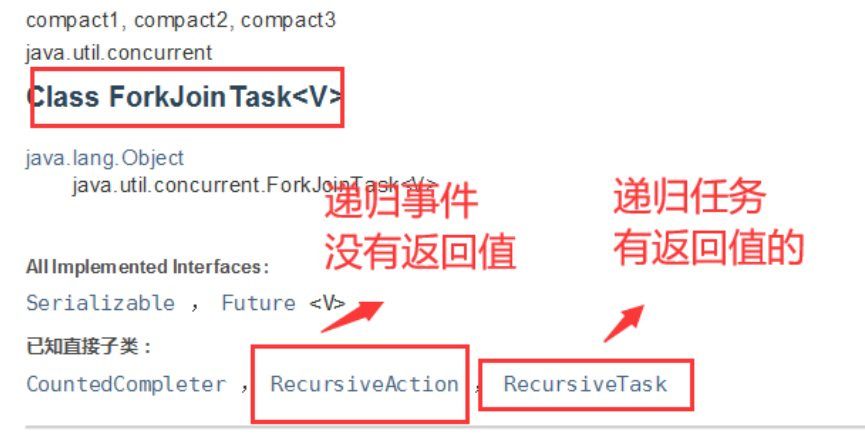 compact1, compact2, compact3
java.util.concurrent
Class ForkJoinTask<V>
java.lang.Object
java.util.concurrent.ForkJoinTask<V>
递归事件
没有返回值
递归任务
有返回值的
All Implemented Interfaces:
Serializable , Future <V>
已知直接子类：
CountedCompleter , RecursiveAction , RecursiveTask